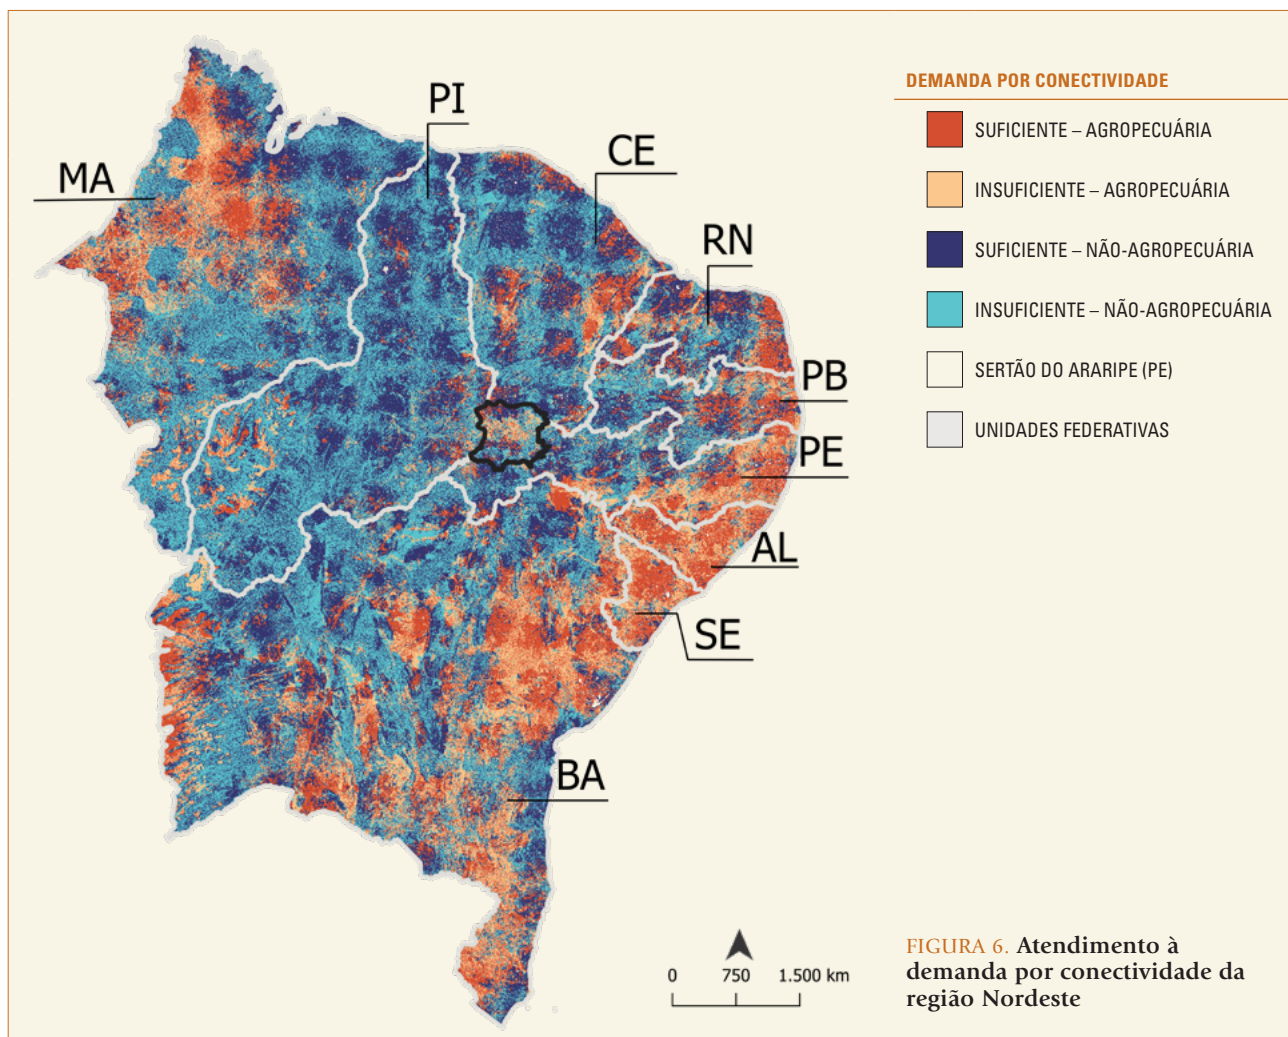 PI
CE
MA
RN
PB
PE
AL
SE
BA
DEMANDA POR CONECTIVIDADE
SUFICIENTE – AGROPECUÁRIA
INSUFICIENTE – AGROPECUÁRIA
SUFICIENTE – NÃO-AGROPECUÁRIA
INSUFICIENTE – NÃO-AGROPECUÁRIA
SERTÃO DO ARARIPE (PE)
UNIDADES FEDERATIVAS
0 750 1.500 km
FIGURA 6. Atendimento à
demanda por conectividade da
região Nordeste